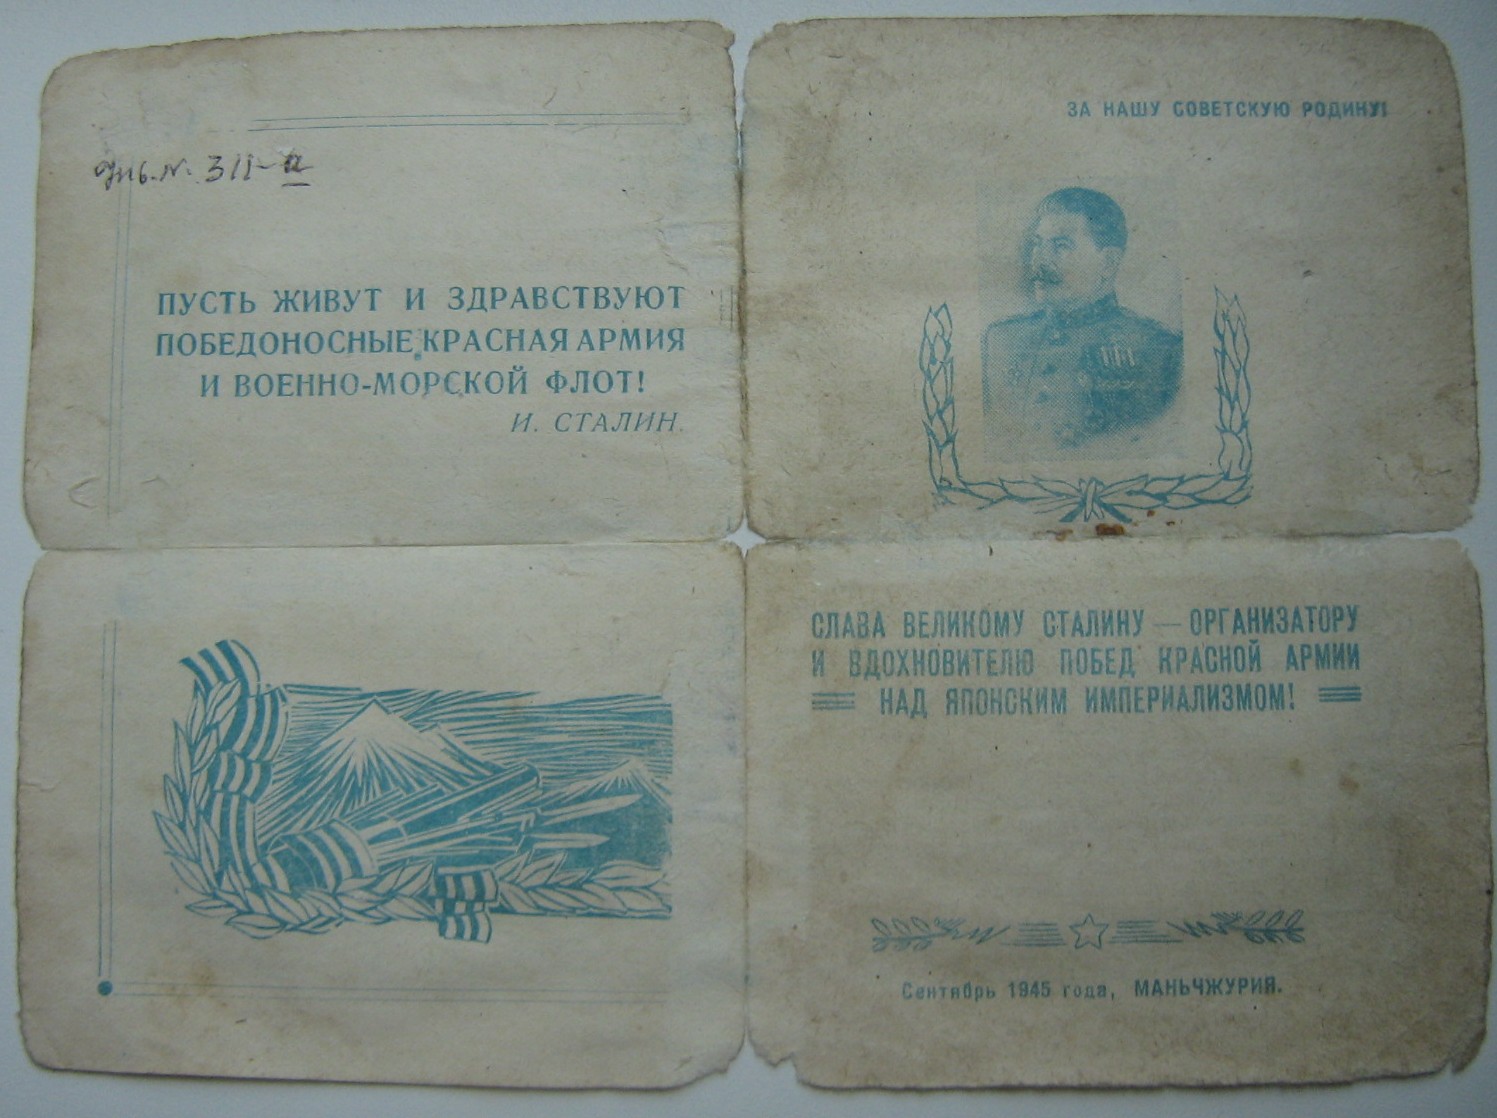 Инв. N. 311-а
ПУСТЬ ЖИВУТ И ЗДРАВСТВУЮТ
ПОБЕДОНОСНЫЕ КРАСНАЯ АРМИЯ
И ВОЕННО-МОРСКОЙ ФЛОТ!
И. СТАЛИН.
ЗА НАШУ СОВЕТСКУЮ РОДИНУ!
СЛАВА ВЕЛИКОМУ СТАЛИНУ — ОРГАНИЗАТОРУ
И ВДОХНОВИТЕЛЮ ПОБЕД КРАСНОЙ АРМИИ
НАД ЯПОНСКИМ ИМПЕРИАЛИЗМОМ!
Сентябрь 1945 года, МАНЬЧЖУРИЯ.